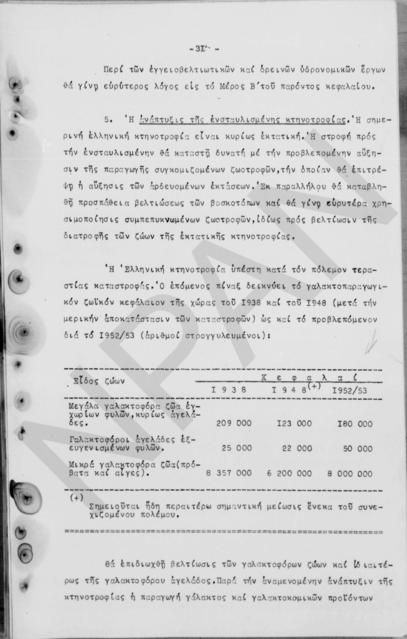 -31-
Περί τῶν ἐγγειοβελτιωτικῶν καί ὀρεινῶν ὑδρονομικῶν ἔργων
θά γίνῃ εὐρύτερος λόγος εἰς τό Μέρος Β'τοῦ παρόντος κεφαλαίου.
5. Ἡ ἀνάπτυξις τῆς ἐνσταυλισμένης κτηνοτροφίας. Ἡ σημε-
ρινή ἑλληνική κτηνοτροφία εἶναι κυρίως ἐκτατική. Ἡ στροφή πρός
τήν ἐνσταυλισμένην θά καταστῇ δυνατή μέ τήν προβλεπομένην αὔξη-
σιν τῆς παραγωγῆς συγκομιζομένων ζωοτροφῶν, τήν ὁποίαν θά ἐπιτρέ-
ψῃ ἡ αὔξησις τῶν ἀρδευομένων ἐκτάσεων. Ἐκ παραλλήλου θά καταβλη-
θῇ προσπάθεια βελτιώσεως τῶν βοσκοτόπων καί θά γίνῃ εὐρυτέρα χρη-
σιμοποίησις συμπεπυκνωμένων ζωοτροφῶν, ἰδίως πρός βελτίωσιν τῆς
διατροφῆς τῶν ζώων τῆς ἐκτατικῆς κτηνοτροφίας.
Ἡ Ἑλληνική κτηνοτροφία ὑπέστη κατά τόν πόλεμον τερα-
στίας καταστροφάς. Ὁ ἑπόμενος πίναξ δεικνύει τό γαλακτοπαραγωγι-
κόν ζωϊκόν κεφάλαιον τῆς χώρας τοῦ 1938 καί τοῦ 1948 (μετά τήν
μερικήν ἀποκατάστασιν τῶν καταστροφῶν) ὡς καί τό προβλεπόμενον
διά τό 1952/53 (ἀριθμοί στρογγυλευμένοι):
Εἶδος ζώων Κεφαλαί
1938 1948(+) 1952/53
Μεγάλα γαλακτοφόρα ζῶα ἐγ-
χωρίων φυλῶν, κυρίως ἀγελά-
δες. 209 000 123 000 180 000
Γαλακτοφόροι ἀγελάδες ἐξ-
ευγενισμένων φυλῶν. 25 000 22 000 50 000
Μικρά γαλακτοφόρα ζῶα(πρό-
βατα καί αἶγες). 8 357 000 6 200 000 8 000 000
(+)
Σημειοῦται ἤδη περαιτέρω σημαντική μείωσις ἕνεκα τοῦ συνε-
χιζομένου πολέμου.
Θά ἐπιδιωχθῇ βελτίωσις τῶν γαλακτοφόρων ζώων καί ἰδιαιτέ-
ρως τῆς γαλακτοφόρου ἀγελάδος. Παρά τήν ἀναμενομένην ἀνάπτυξιν τῆς
κτηνοτροφίας ἡ παραγωγή γάλακτος καί γαλακτοκομικῶν προϊόντων